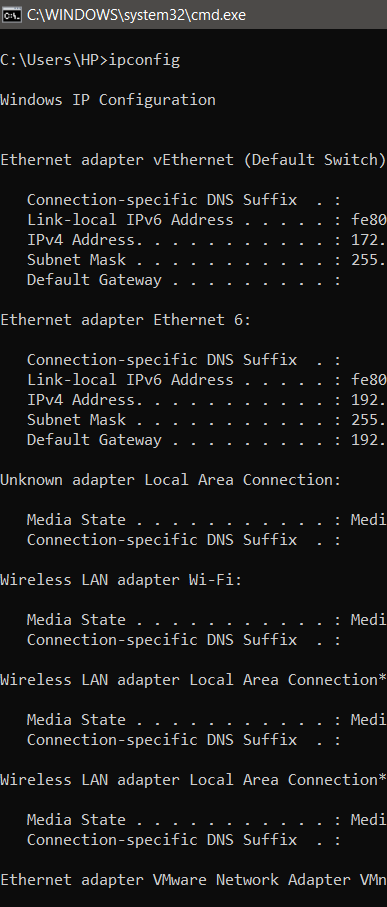 C:\WINDOWS\system32\cmd.exe
C:\Users\HP>ipconfig
Windows IP Configuration
Ethernet adapter vEthernet (Default Switch)
Connection-specific DNS Suffix  . :
Link-local IPv6 Address . . . . . : fe80
IPv4 Address. . . . . . . . . . . : 172.
Subnet Mask . . . . . . . . . . . : 255.
Default Gateway . . . . . . . . . :
Ethernet adapter Ethernet 6:
Connection-specific DNS Suffix  . :
Link-local IPv6 Address . . . . . : fe80
IPv4 Address. . . . . . . . . . . : 192.
Subnet Mask . . . . . . . . . . . : 255.
Default Gateway . . . . . . . . . : 192.
Unknown adapter Local Area Connection:
Media State . . . . . . . . . . . : Medi
Connection-specific DNS Suffix  . :
Wireless LAN adapter Wi-Fi:
Media State . . . . . . . . . . . : Medi
Connection-specific DNS Suffix  . :
Wireless LAN adapter Local Area Connection*
Media State . . . . . . . . . . . : Medi
Connection-specific DNS Suffix  . :
Wireless LAN adapter Local Area Connection*
Media State . . . . . . . . . . . : Medi
Connection-specific DNS Suffix  . :
Ethernet adapter VMware Network Adapter VMn